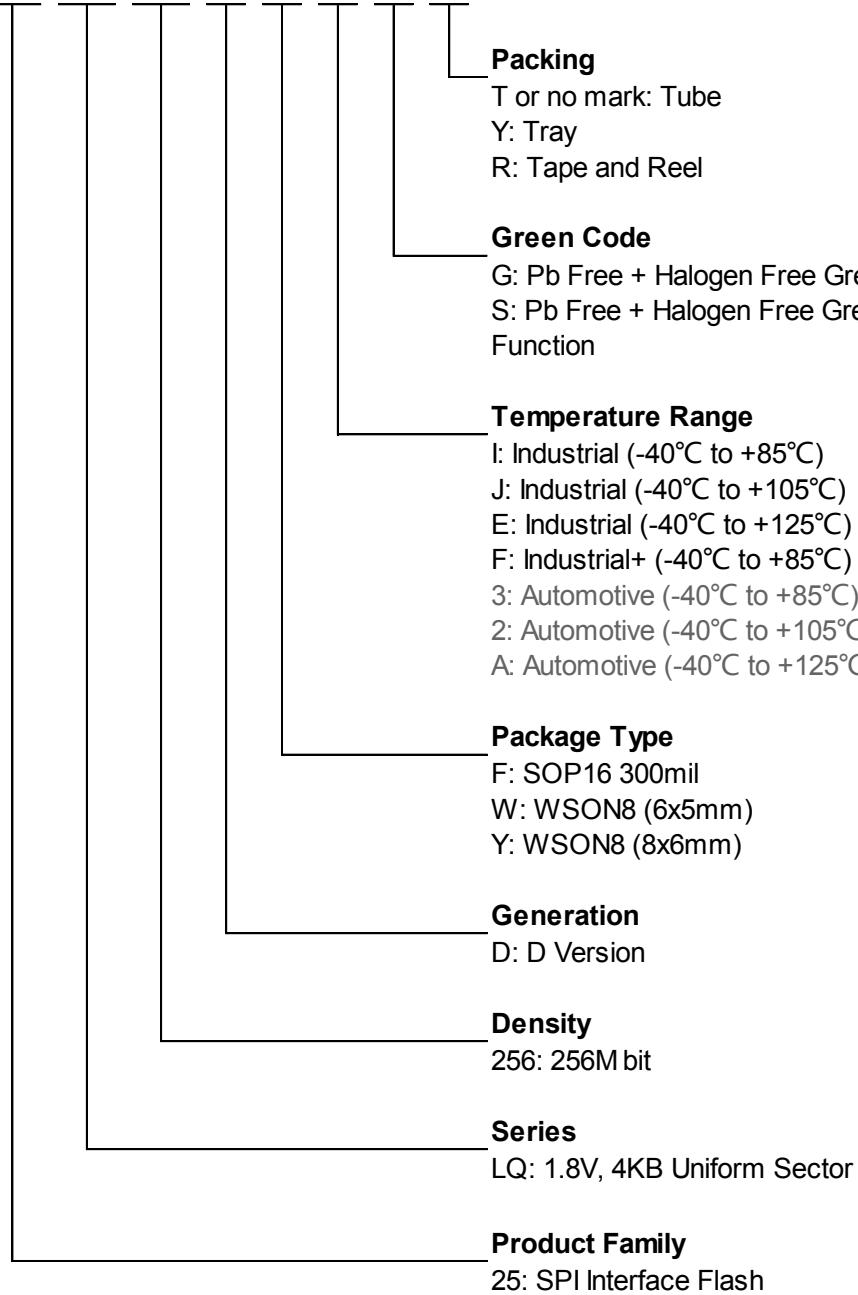 Packing
T or no mark: Tube
Y: Tray
R: Tape and Reel
Green Code
G: Pb Free + Halogen Free
S: Pb Free + Halogen Free
Function
Temperature Range
I: Industrial (-40℃ to +85℃)
J: Industrial (-40℃ to +105℃)
E: Industrial (-40℃ to +125℃)
F: Industrial+ (-40℃ to +85℃)
3: Automotive (-40℃ to +85℃)
2: Automotive (-40℃ to +105℃
A: Automotive (-40℃ to +125℃
Package Type
F: SOP16 300mil
W: WSON8 (6x5mm)
Y: WSON8 (8x6mm)
Generation
D: D Version
Density
256: 256M bit
Series
LQ: 1.8V, 4KB Uniform Sector
Product Family
25: SPI Interface Flash